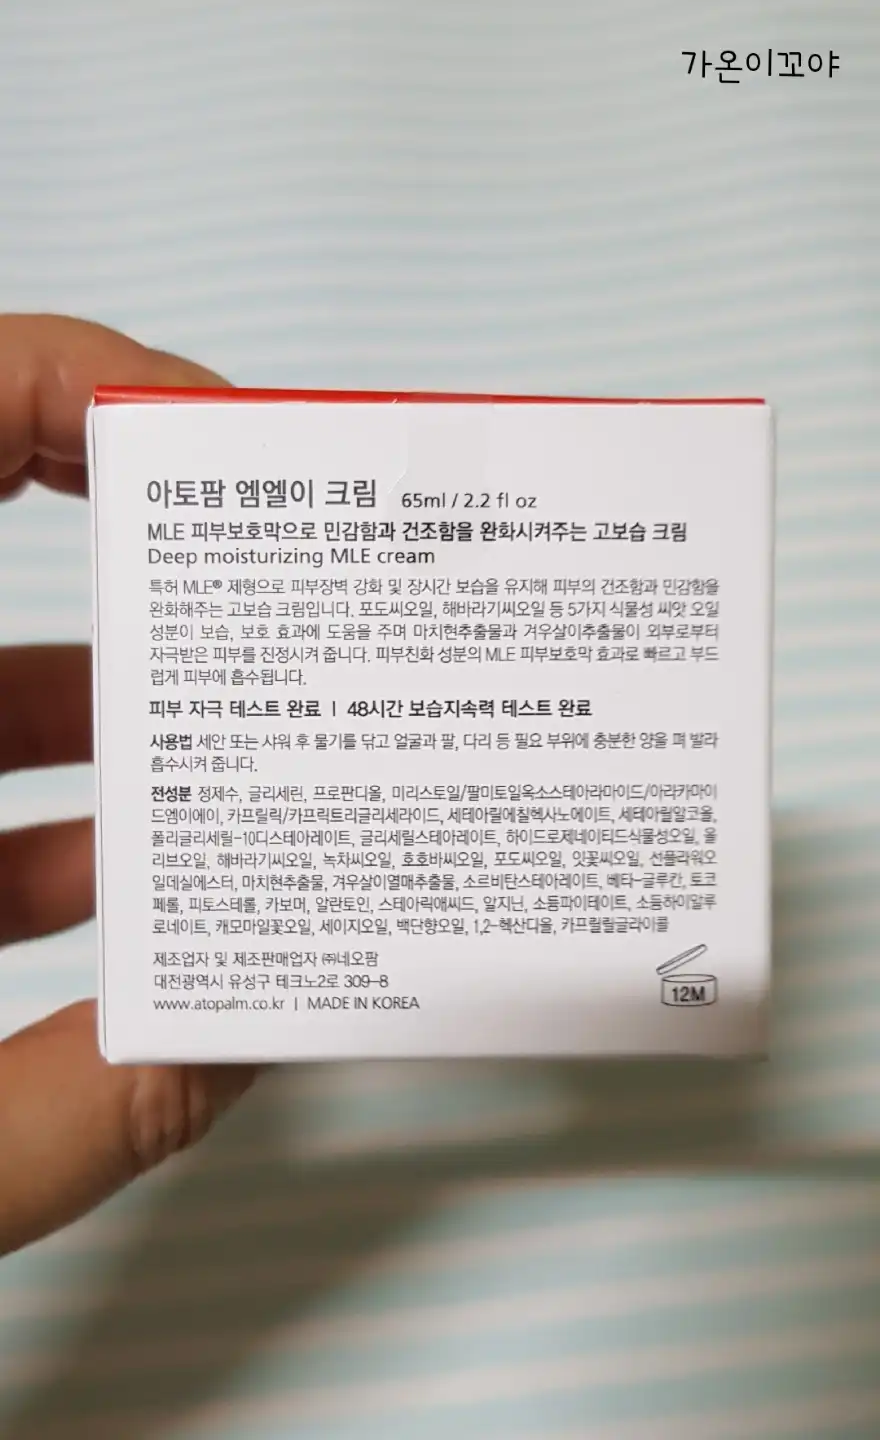 가온이꼬야
아토팜 엠엘이 크림 65ml / 2.2 fl oz
MLE 피부보호막으로 민감함과 건조함을 완화시켜주는 고보습 크림
Deep moisturizing MLE cream
특허 MLE® 제형으로 피부장벽 강화 및 장시간 보습을 유지해 피부의 건조함과 민감함을
완화해주는 고보습 크림입니다. 포도씨오일, 해바라기씨오일 등 5가지 식물성 씨앗 오일
성분이 보습, 보호 효과에 도움을 주며 마치현추출물과 겨우살이추출물이 외부로부터
자극받은 피부를 진정시켜 줍니다. 피부친화 성분의 MLE 피부보호막 효과로 빠르고 부드
럽게 피부에 흡수됩니다.
피부 자극 테스트 완료 | 48시간 보습지속력 테스트 완료
사용법 세안 또는 샤워 후 물기를 닦고 얼굴과 팔, 다리 등 필요 부위에 충분한 양을 펴 발라
흡수시켜 줍니다.
전성분 정제수, 글리세린, 프로판디올, 미리스토일/팔미토일옥소스테아라마이드/아라카마이
드엠이에이, 카프릴릭/카프릭트리글리세라이드, 세테아릴에칠헥사노에이트, 세테아릴알코올,
폴리글리세릴-10디스테아레이트, 글리세릴스테아레이트, 하이드로제네이티드식물성오일, 올
리브오일, 해바라기씨오일, 녹차씨오일, 호호바씨오일, 포도씨오일, 잇꽃씨오일, 선플라워오
일데실에스터, 마치현추출물, 겨우살이열매추출물, 소르비탄스테아레이트, 베타-글루칸, 토코
페롤, 피토스테롤, 카보머, 알란토인, 스테아릭애씨드, 알지닌, 소듐파이테이트, 소듐하이알루
로네이트, 캐모마일꽃오일, 세이지오일, 백단향오일, 1,2-헥산디올, 카프릴릴글라이콜
제조업자 및 제조판매업자 ㈜네오팜
대전광역시 유성구 테크노2로 309-8
www.atopalm.co.kr | MADE IN KOREA
12M